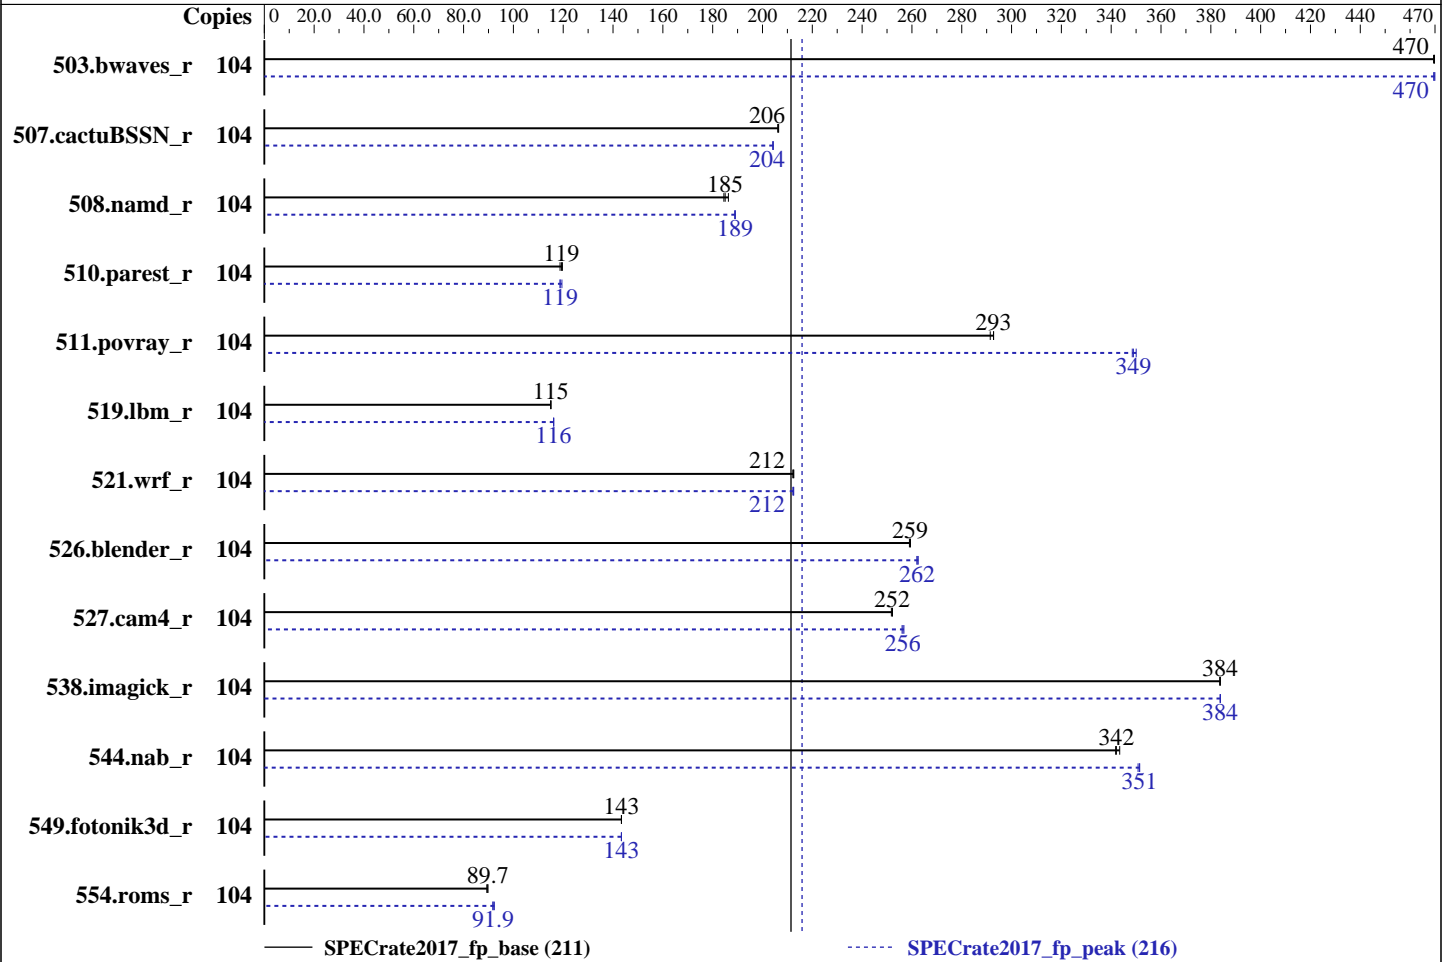 Copies 0 20.0 40.0 60.0 80.0 100 120 140 160 180 200 220 240 260 280 300 320 340 360 380 400 420 440 470
503.bwaves_r 104 470
470
507.cactuBSSN_r 104 206
204
508.namd_r 104 185
189
510.parest_r 104 119
119
511.povray_r 104 293
349
519.lbm_r 104 115
116
521.wrf_r 104 212
212
526.blender_r 104 259
262
527.cam4_r 104 252
256
538.imagick_r 104 384
384
544.nab_r 104 342
351
549.fotonik3d_r 104 143
143
554.roms_r 104 89.7
91.9
SPECrate2017_fp_base (211) SPECrate2017_fp_peak (216)